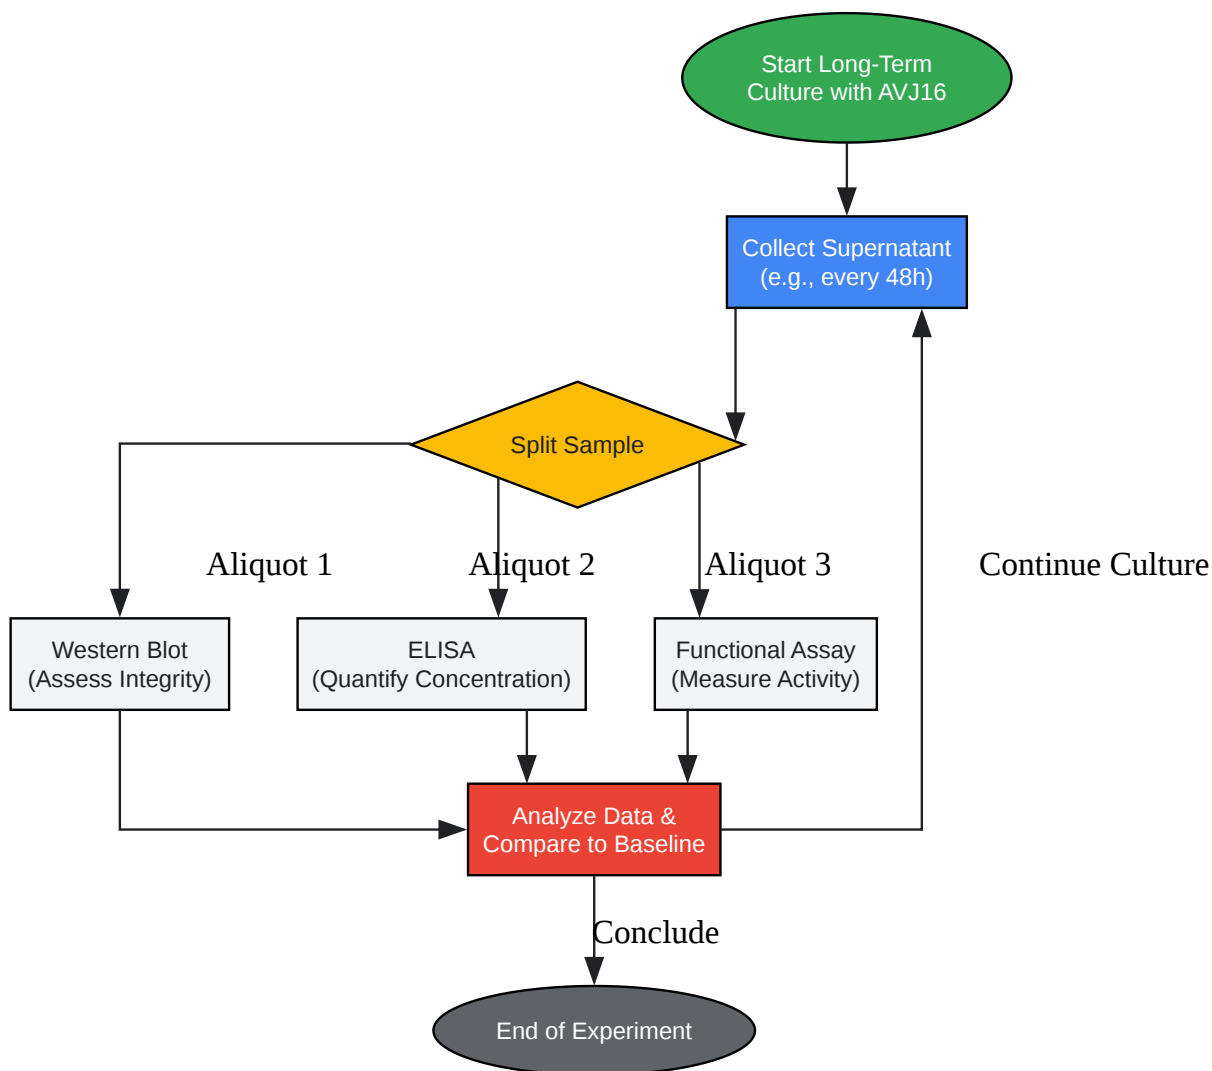 Start Long-Term
Culture with AVJ16
Collect Supernatant
(e.g., every 48h)
Split Sample
Aliquot 1
Aliquot 2
Aliquot 3
Continue Culture
Western Blot
(Assess Integrity)
ELISA
(Quantify Concentration)
Functional Assay
(Measure Activity)
Analyze Data &
Compare to Baseline
Conclude
End of Experiment